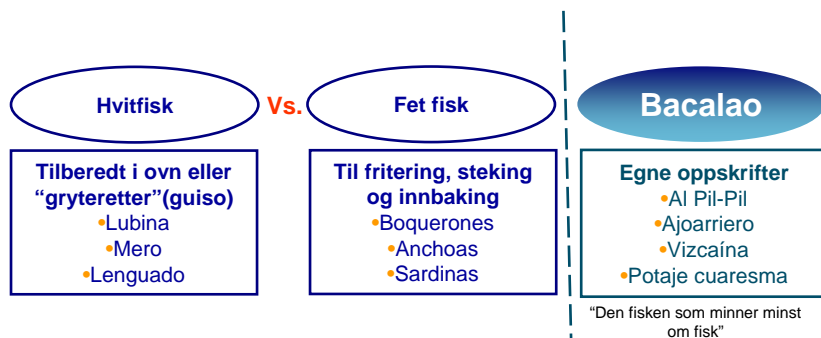 Hvitfisk
Vs.
Fet fisk
Bacalao
Tilberedt i ovn eller
“gryteretter”(guiso)
•Lubina
•Mero
•Lenguado
Til fritering, steking
og innbaking
•Boquerones
•Anchoas
•Sardinas
Egne oppskrifter
•Al Pil-Pil
•Ajoarriero
•Vizcaína
•Potaje cuaresma
“Den fisken som minner minst
om fisk”